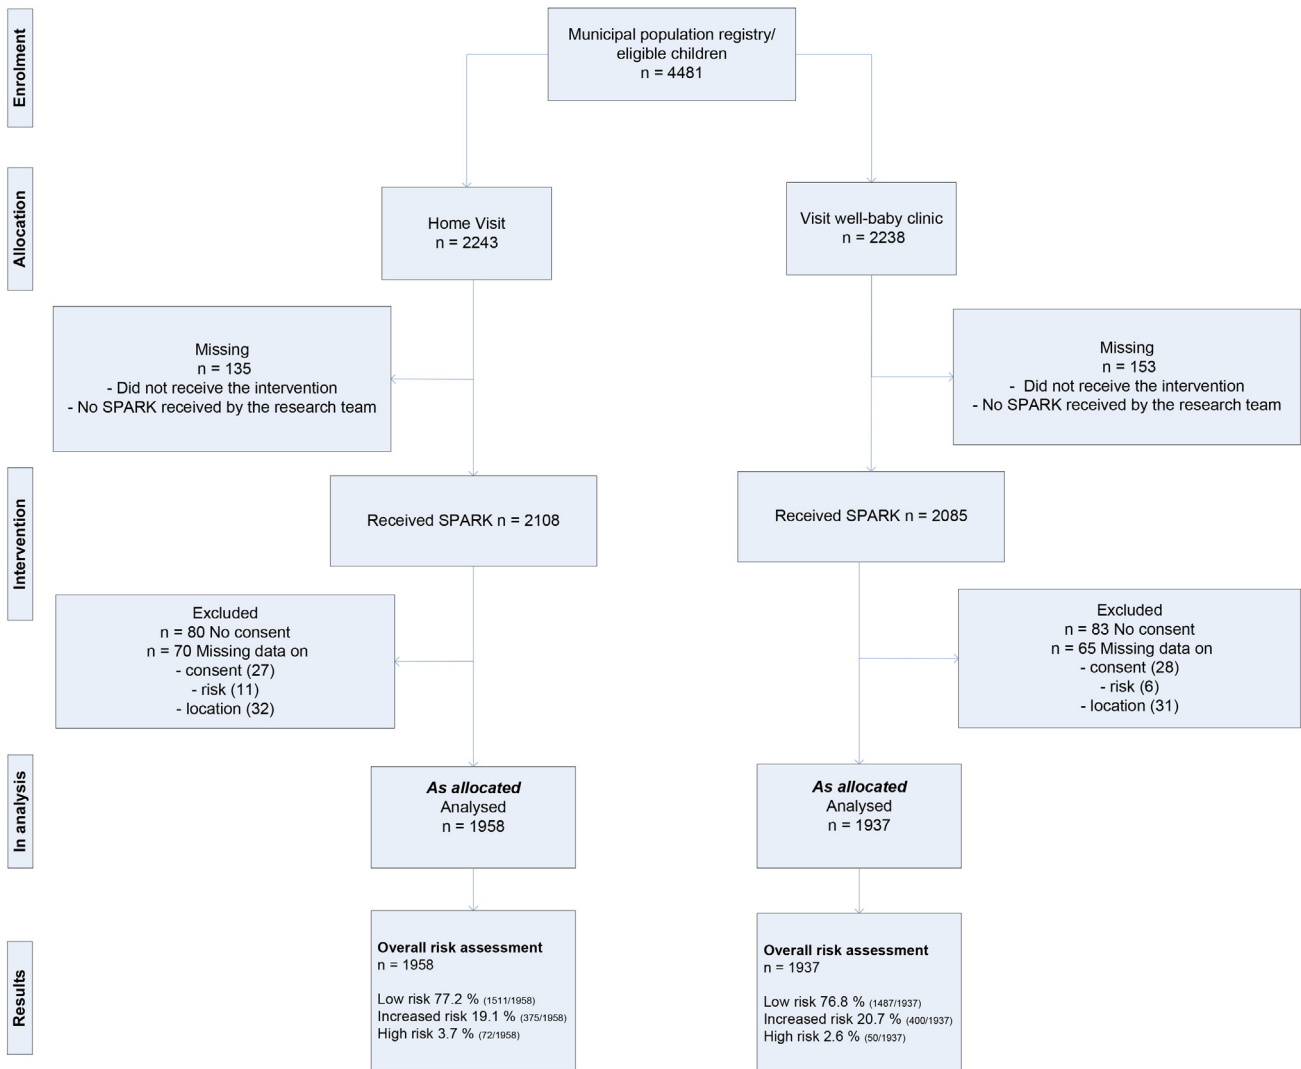 Enrolment
Municipal population registry/
eligible children
n = 4481
Allocation
Home Visit
n = 2243
Visit well-baby clinic
n = 2238
Missing
n = 135
- Did not receive the intervention
- No SPARK received by the research team
Missing
n = 153
- Did not receive the intervention
- No SPARK received by the research team
Intervention
Received SPARK n = 2108
Received SPARK n = 2085
Excluded
n = 80 No consent
n = 70 Missing data on
- consent (27)
- risk (11)
- location (32)
Excluded
n = 83 No consent
n = 65 Missing data on
- consent (28)
- risk (6)
- location (31)
In analysis
As allocated
Analysed
n = 1958
As allocated
Analysed
n = 1937
Results
Overall risk assessment
n = 1958
Low risk 77.2 % (1511/1958)
Increased risk 19.1 % (375/1958)
High risk 3.7 % (72/1958)
Overall risk assessment
n = 1937
Low risk 76.8 % (1487/1937)
Increased risk 20.7 % (400/1937)
High risk 2.6 % (50/1937)